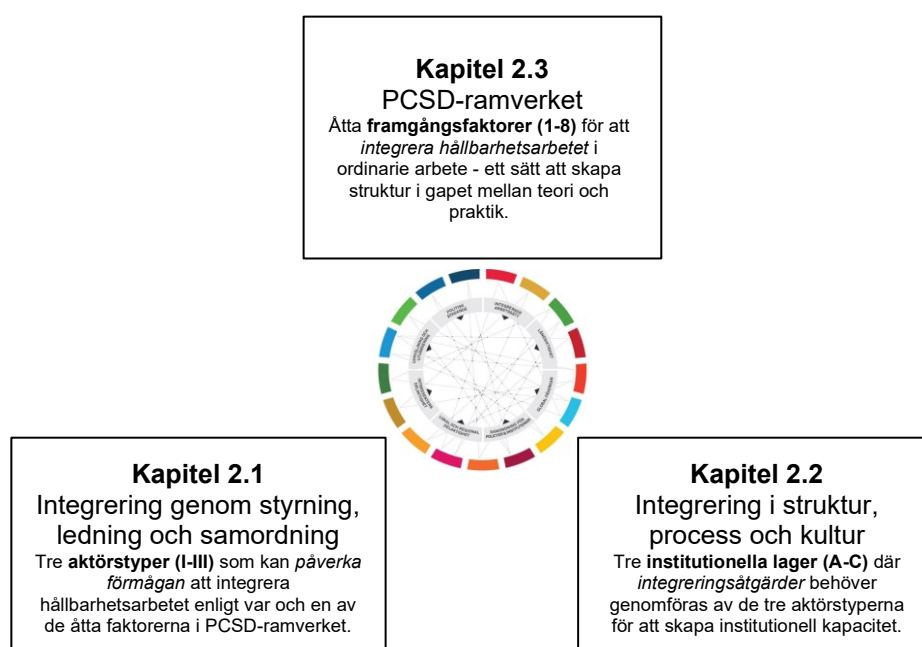 Kapitel 2.3
PCSD-ramverket
Åtta framgångsfaktorer (1-8) för att
integrera hållbarhetsarbetet i
ordinarie arbete - ett sätt att skapa
struktur i gapet mellan teori och
praktik.
POLITISK
INTEGRERAT
ARBETSSÄTT
LÅNGSIKTIGHET
Kapitel 2.1
Integrering genom styrning,
ledning och samordning
Tre aktörstyper (I-III) som kan påverka
förmågan att integrera
hållbarhetsarbetet enligt var och en av
de åtta faktorerna i PCSD-ramverket.
Kapitel 2.2
Integrering i struktur,
process och kultur
Tre institutionella lager (A-C) där
integreringsåtgärder behöver
genomföras av de tre aktörstyperna
för att skapa institutionell kapacitet.